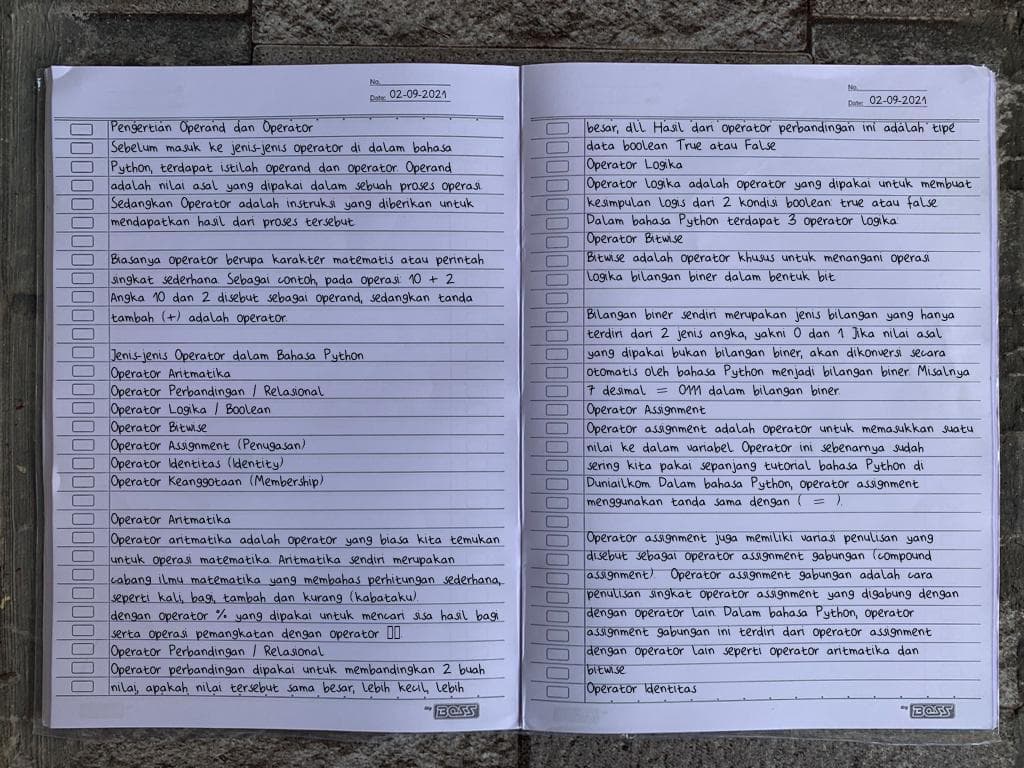 No.
Date: 02-09-2021
Pengertian Operand dan Operator
Sebelum masuk ke jenis-jenis operator di dalam bahasa
Python, terdapat istilah operand dan operator. Operand
adalah nilai asal yang dipakai dalam sebuah proses operasi
Sedangkan Operator adalah instruksi yang diberikan untuk
mendapatkan hasil dari proses tersebut
Biasanya operator berupa karakter matematis atau perintah
singkat sederhana. Sebagai contoh, pada operasi: 10 + 2
Angka 10 dan 2 disebut sebagai operand, sedangkan tanda
tambah (+) adalah operator.
Jenis-jenis Operator dalam Bahasa Python
Operator Aritmatika
Operator Perbandingan / Relasional
Operator Logika / Boolean
Operator Bitwise
Operator Assignment (Penugasan)
Operator Identitas (Identity)
Operator Keanggotaan (Membership)
Operator Aritmatika
Operator aritmatika adalah operator yang biasa kita temukan
untuk operasi matematika. Aritmatika sendiri merupakan
cabang ilmu matematika yang membahas perhitungan sederhana,
seperti kali, bagi, tambah dan kurang (kabataku).
dengan operator % yang dipakai untuk mencari sisa hasil bagi
serta operasi pemangkatan dengan operator ▯▯.
Operator Perbandingan / Relasional
Operator perbandingan dipakai untuk membandingkan 2 buah
nilai, apakah nilai tersebut sama besar, lebih kecil, lebih
My BOSS
No.
Date: 02-09-2021
besar, dll. Hasil dari operator perbandingan ini adalah tipe
data boolean True atau False
Operator Logika
Operator logika adalah operator yang dipakai untuk membuat
kesimpulan logis dari 2 kondisi boolean: true atau false
Dalam bahasa Python terdapat 3 operator logika
Operator Bitwise
Bitwise adalah operator khusus untuk menangani operasi
logika bilangan biner dalam bentuk bit
Bilangan biner sendiri merupakan jenis bilangan yang hanya
terdiri dari 2 jenis angka, yakni 0 dan 1 Jika nilai asal
yang dipakai bukan bilangan biner, akan dikonversi secara
otomatis oleh bahasa Python menjadi bilangan biner Misalnya
7 desimal = 0111 dalam bilangan biner.
Operator Assignment
Operator assignment adalah operator untuk memasukkan suatu
nilai ke dalam variabel Operator ini sebenarnya sudah
sering kita pakai sepanjang tutorial bahasa Python di
Duniailkom Dalam bahasa Python, operator assignment
menggunakan tanda sama dengan ( = ).
Operator assignment juga memiliki variasi penulisan yang
disebut sebagai operator assignment gabungan (compound
assignment) Operator assignment gabungan adalah cara
penulisan singkat operator assignment yang digabung dengan
dengan operator lain Dalam bahasa Python, operator
assignment gabungan ini terdiri dari operator assignment
dengan operator lain seperti operator aritmatika dan
bitwise
Operator Identitas
My BOSS